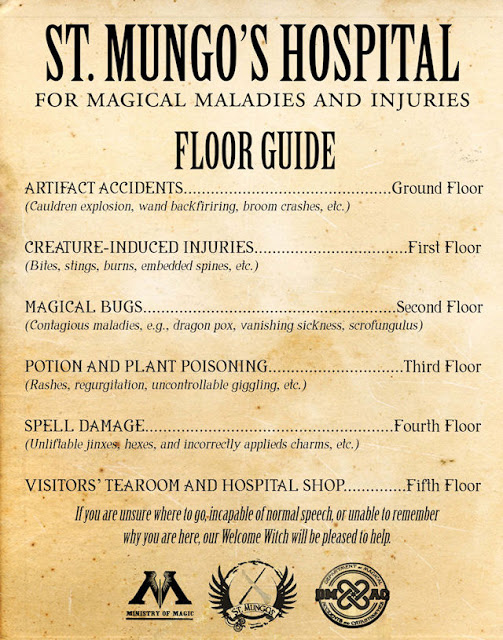 ST. MUNGO'S HOSPITAL
FOR MAGICAL MALADIES AND INJURIES
FLOOR GUIDE
ARTIFACT ACCIDENTS..........................................Ground Floor
(Cauldren explosion, wand backfiriring, broom crashes, etc.)
CREATURE-INDUCED INJURIES...............................First Floor
(Bites, stings, burns, embedded spines, etc.)
MAGICAL BUGS...................................................Second Floor
(Contagious maladies, e.g., dragon pox, vanishing sickness, scrofungulus)
POTION AND PLANT POISONING...........................Third Floor
(Rashes, regurgitation, uncontrollable giggling, etc.)
SPELL DAMAGE..................................................Fourth Floor
(Unliftable jinxes, hexes, and incorrectly applieds charms, etc.)
VISITORS' TEAROOM AND HOSPITAL SHOP.............Fifth Floor
If you are unsure where to go, incapable of normal speech, or unable to remember
why you are here, our Welcome Witch will be pleased to help.
MINISTRY OF MAGIC
ST. MUNGO'S
DEPARTMENT OF MAGICAL